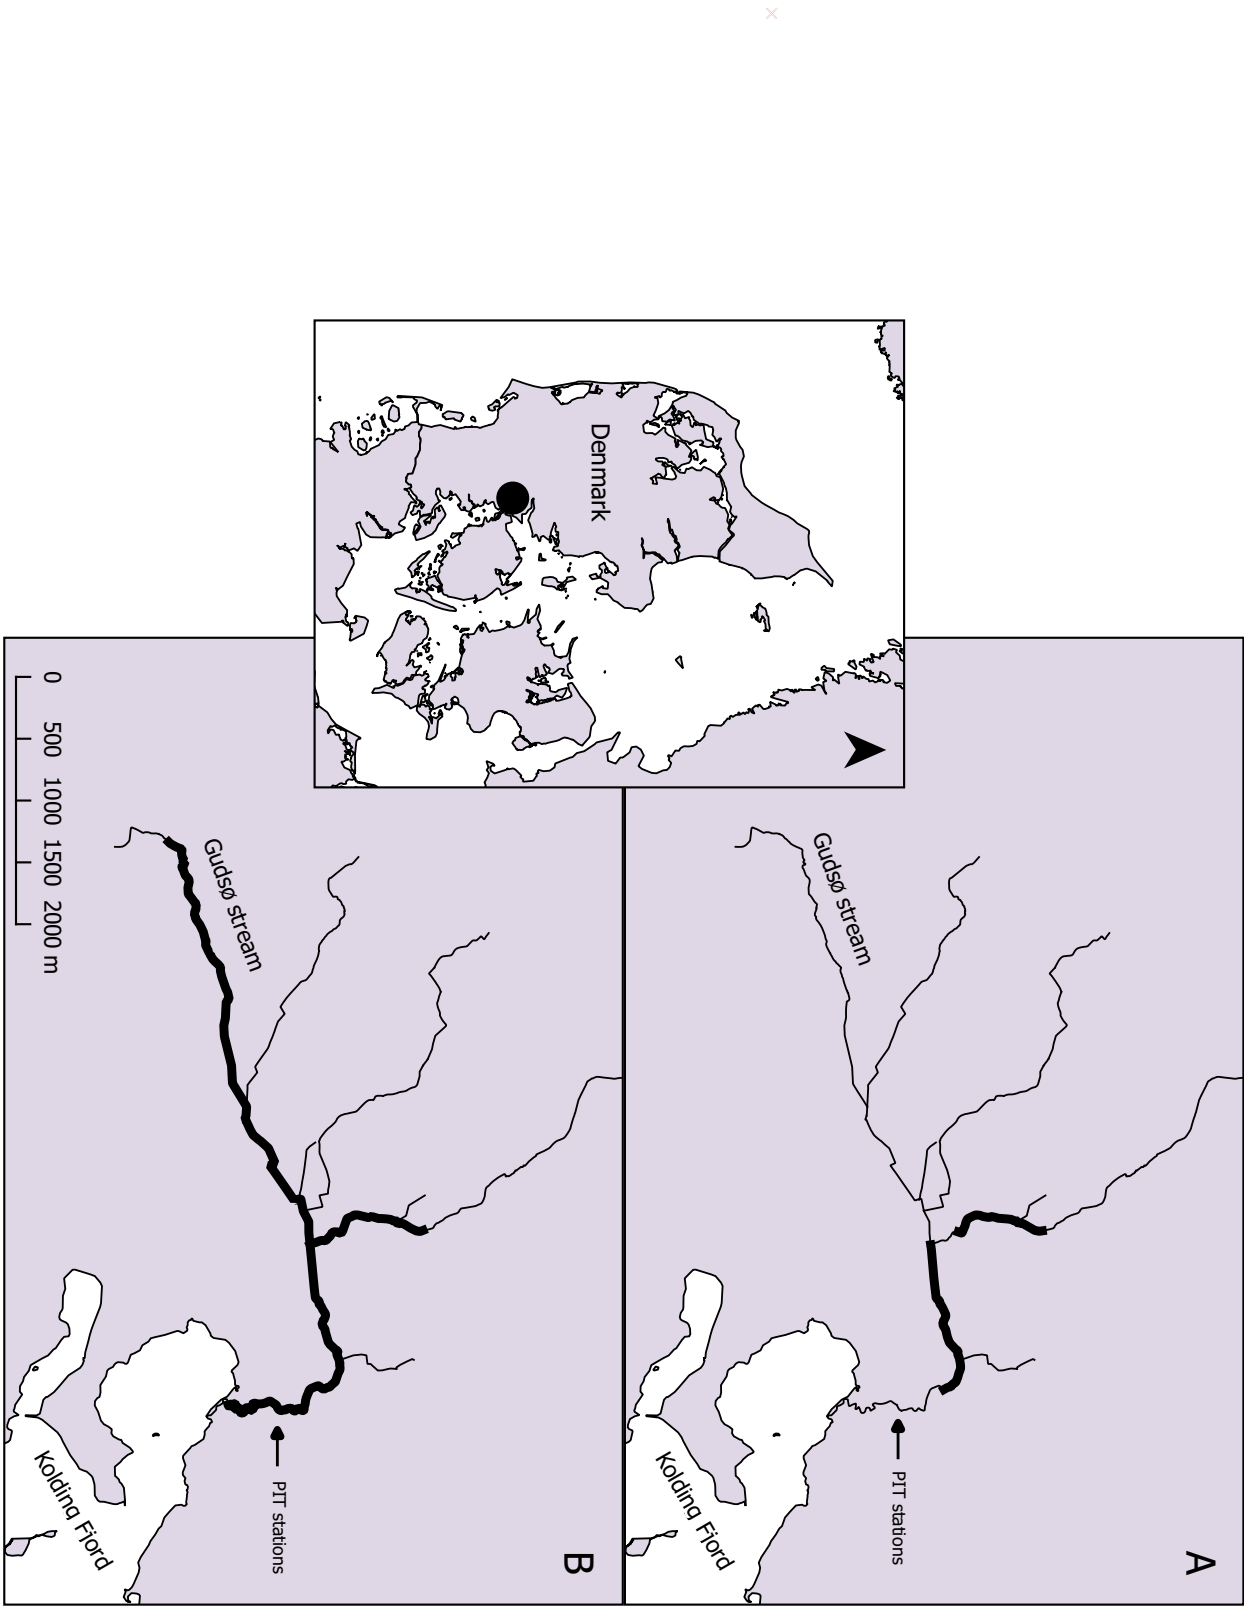 Denmark
A
Gudsø stream
PIT stations
Kolding Fjord
B
Gudsø stream
PIT stations
Kolding Fjord
0 500 1000 1500 2000 m